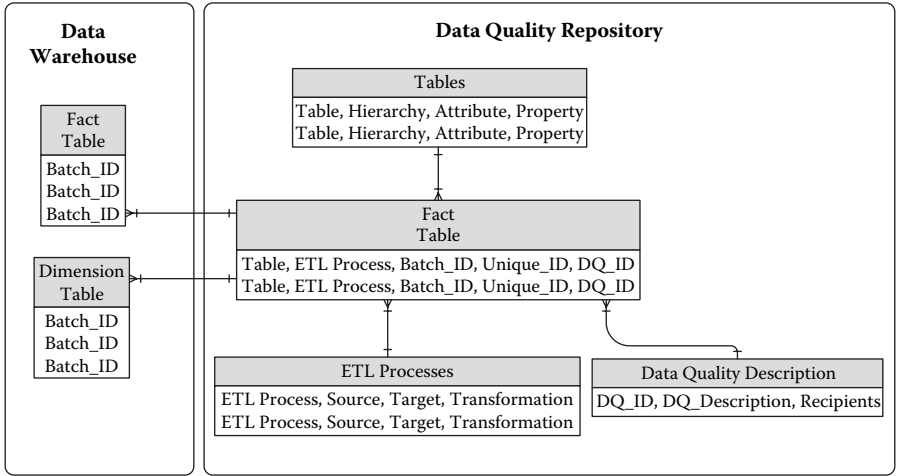 Data
Warehouse
Fact
Table
Batch_ID
Batch_ID
Batch_ID
Dimension
Table
Batch_ID
Batch_ID
Batch_ID
Data Quality Repository
Tables
Table, Hierarchy, Attribute, Property
Table, Hierarchy, Attribute, Property
Fact
Table
Table, ETL Process, Batch_ID, Unique_ID, DQ_ID
Table, ETL Process, Batch_ID, Unique_ID, DQ_ID
ETL Processes
ETL Process, Source, Target, Transformation
ETL Process, Source, Target, Transformation
Data Quality Description
DQ_ID, DQ_Description, Recipients